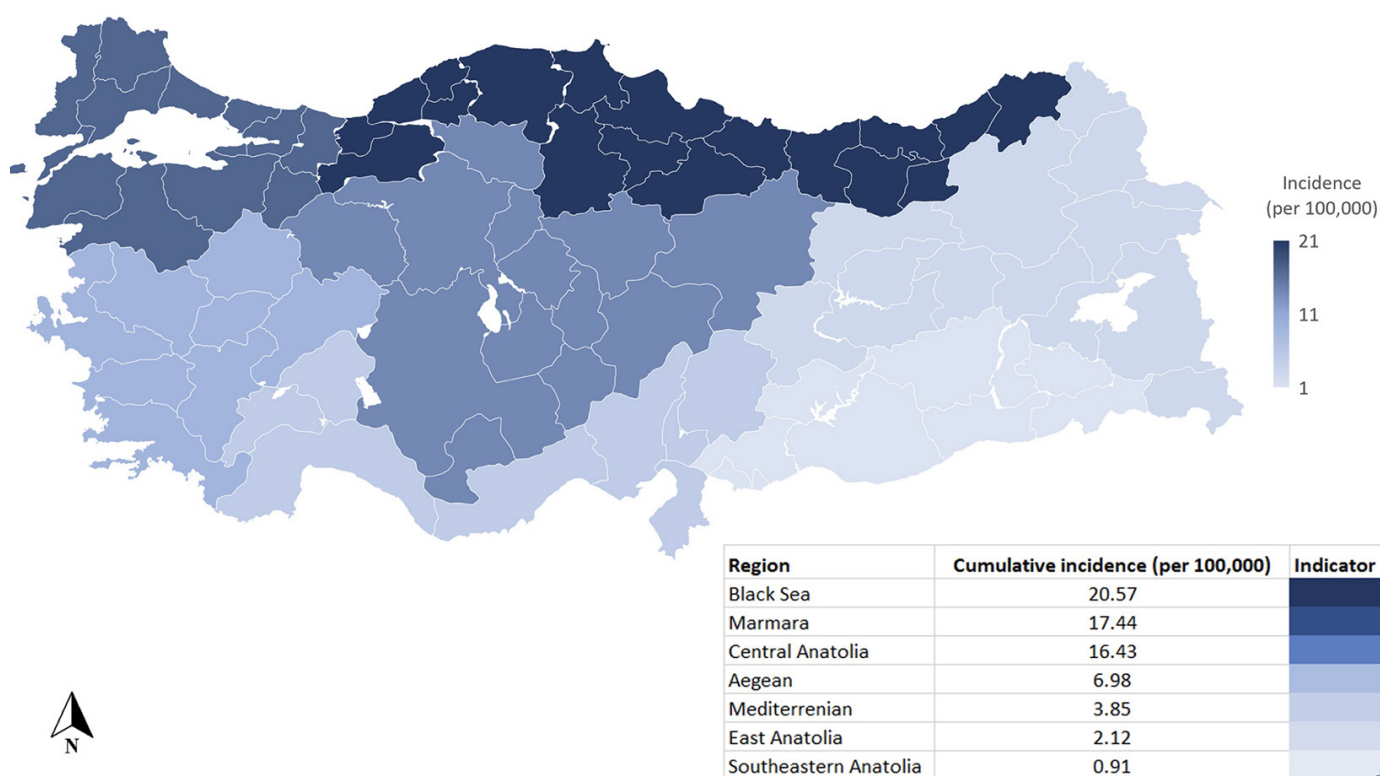 Incidence
(per 100,000)
21
11
1
Region Cumulative incidence (per 100,000) Indicator
Black Sea 20.57
Marmara 17.44
Central Anatolia 16.43
Aegean 6.98
Mediterrenian 3.85
East Anatolia 2.12
Southeastern Anatolia 0.91
N